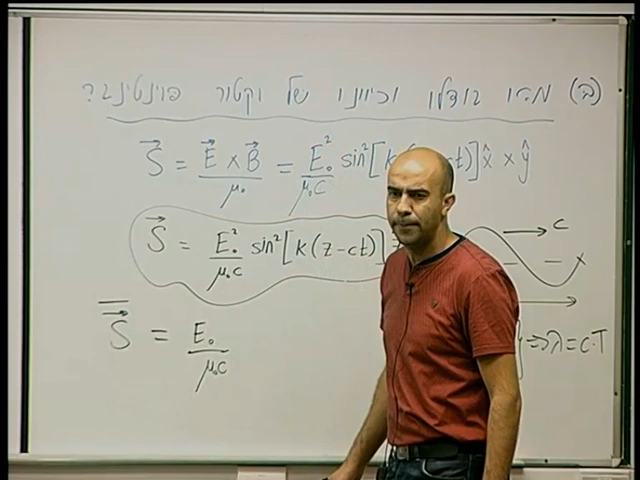 (ב) מהו גודלו וכיוונו של וקטור פוינטינג?
S⃗ = E⃗ × B⃗ / μ₀ = E₀² / μ₀c sin²[k(z-ct)] x̂ × ŷ
S⃗ = E₀² / μ₀c sin²[k(z-ct)]
→ c
S⃗ = E₀ / μ₀c
⇒ λ = c·T